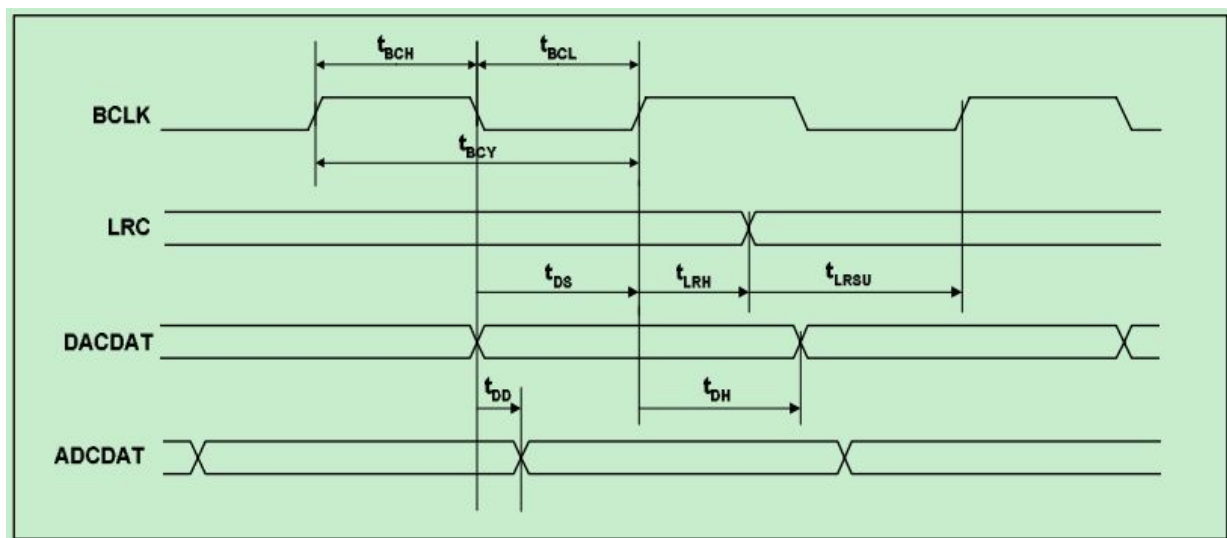 tBCH
tBCL
BCLK
tBCY
LRC
tDS
tLRH
tLRSU
DACDAT
tDD
tDH
ADCDAT